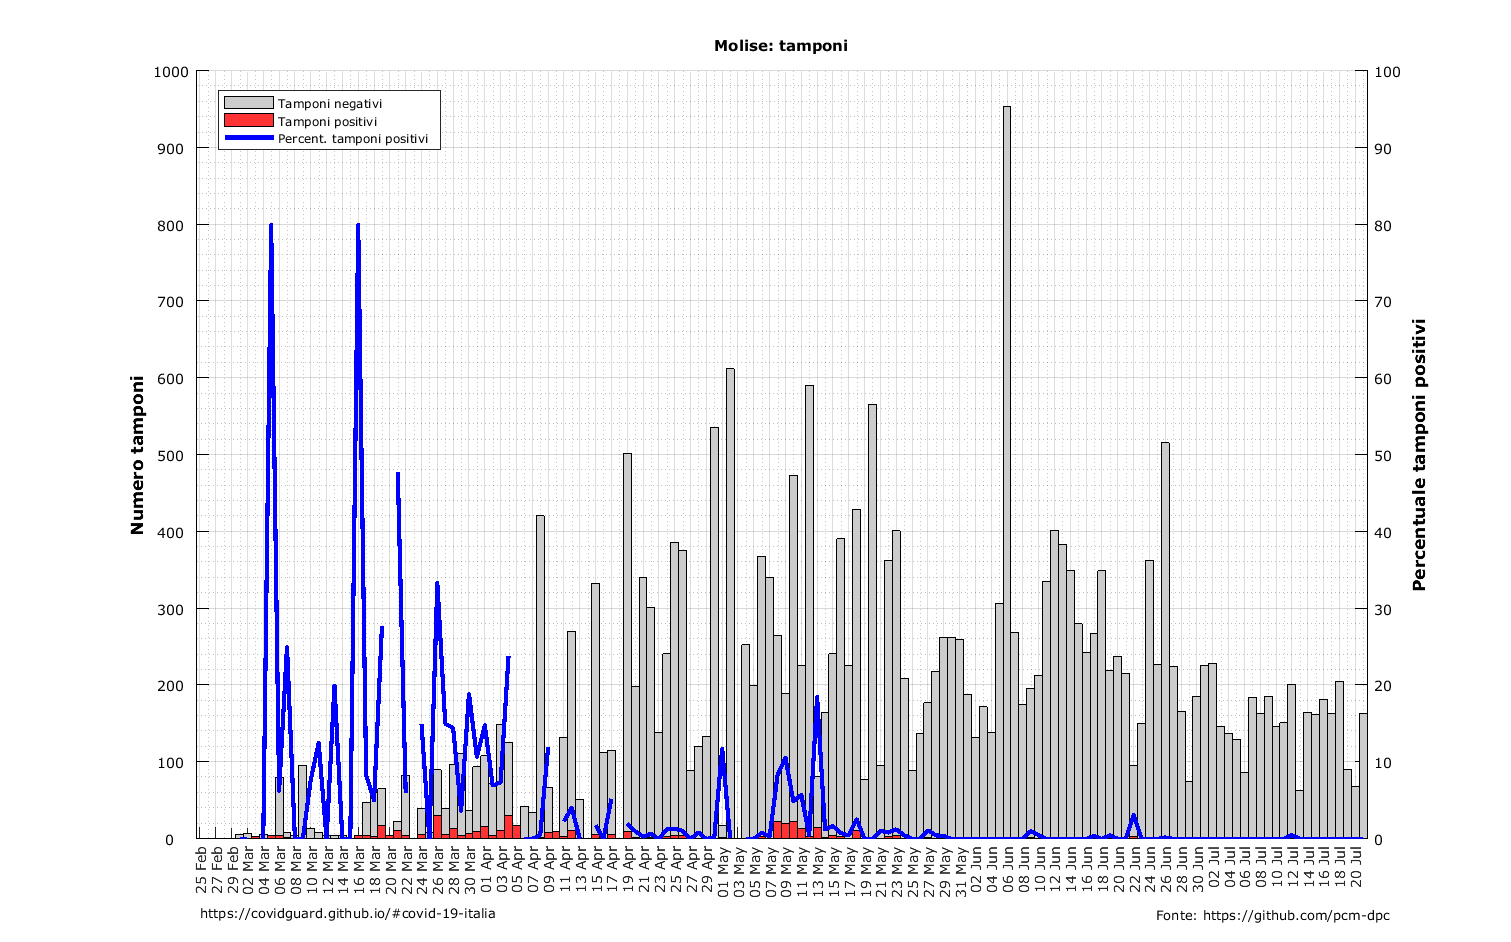 Molise: tamponi
Tamponi negativi
Tamponi positivi
Percent. tamponi positivi
Numero tamponi
1000
900
800
700
600
500
400
300
200
100
0
Percentuale tamponi positivi
100
90
80
70
60
50
40
30
20
10
0
25 Feb
27 Feb
29 Feb
02 Mar
04 Mar
06 Mar
08 Mar
10 Mar
12 Mar
14 Mar
16 Mar
18 Mar
20 Mar
22 Mar
24 Mar
26 Mar
28 Mar
30 Mar
01 Apr
03 Apr
05 Apr
07 Apr
09 Apr
11 Apr
13 Apr
15 Apr
17 Apr
19 Apr
21 Apr
23 Apr
25 Apr
27 Apr
29 Apr
01 May
03 May
05 May
07 May
09 May
11 May
13 May
15 May
17 May
19 May
21 May
23 May
25 May
27 May
29 May
31 May
02 Jun
04 Jun
06 Jun
08 Jun
10 Jun
12 Jun
14 Jun
16 Jun
18 Jun
20 Jun
22 Jun
24 Jun
26 Jun
28 Jun
30 Jun
02 Jul
04 Jul
06 Jul
08 Jul
10 Jul
12 Jul
14 Jul
16 Jul
18 Jul
20 Jul
https://covidguard.github.io/#covid-19-italia
Fonte: https://github.com/pcm-dpc